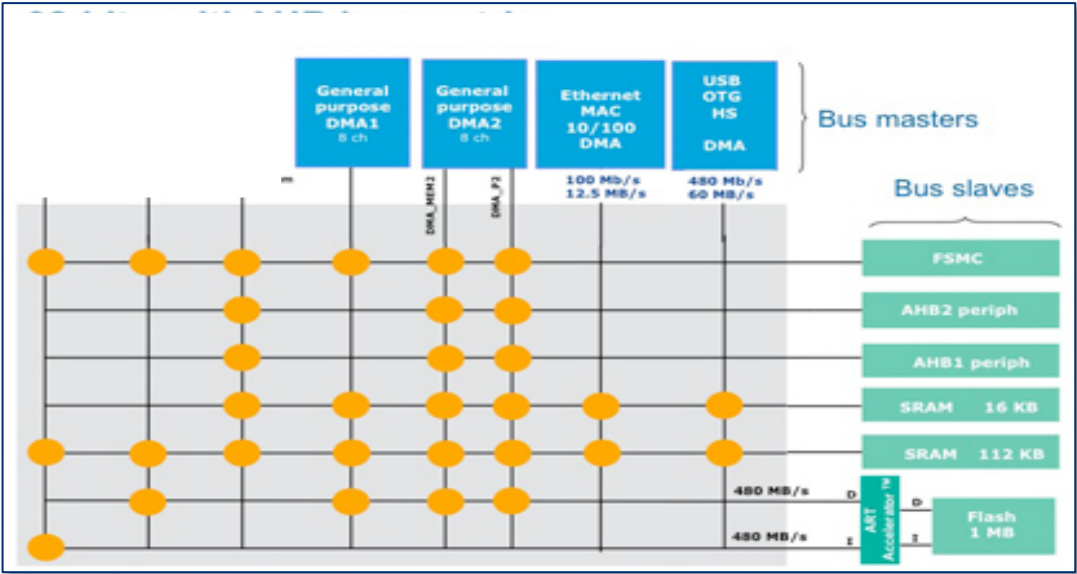 General
purpose
DMA1
8 ch
General
purpose
DMA2
8 ch
Ethernet
MAC
10/100
DMA
USB
OTG
HS
DMA
Bus masters
m
DMA_MEM2
DMA_P2
100 Mb/s
12.5 MB/s
480 Mb/s
60 MB/s
Bus slaves
FSMC
AHB2 periph
AHB1 periph
SRAM 16 KB
SRAM 112 KB
480 MB/s
D
ART
Accelerator™
D
Flash
1 MB
480 MB/s
I
I